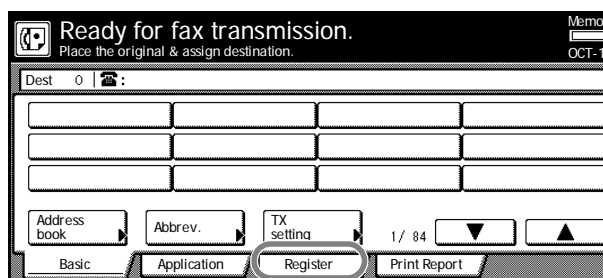 Ready for fax transmission.
Place the original & assign destination.
OCT-1
Dest 0 :
Address book
Abbrev.
TX setting
1/ 84
Basic
Application
Register
Print Report